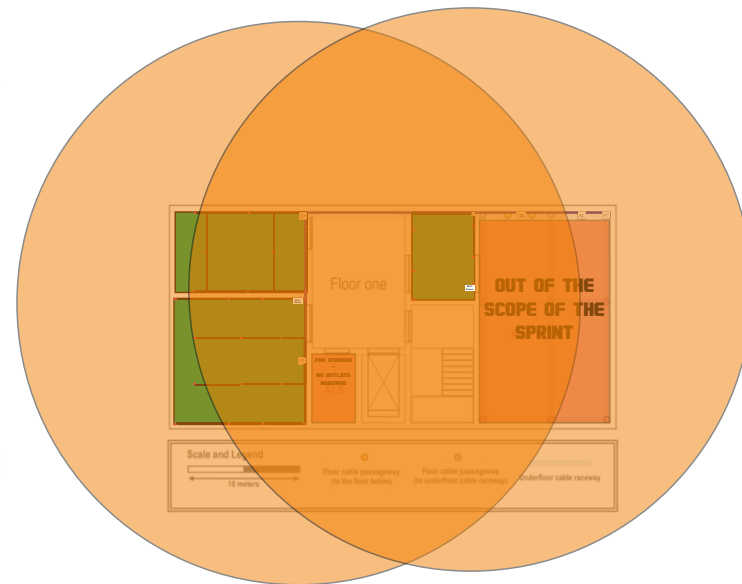 Floor one
OUT OF THE
SCOPE OF THE
SPRINT
FOR STORAGE
NO OUTLETS
REQUIRED
Scale and Legend
10 meters
Floor cable passageway
(to the floor below)
Floor cable passageway
(to underfloor cable raceway)
Underfloor cable raceway